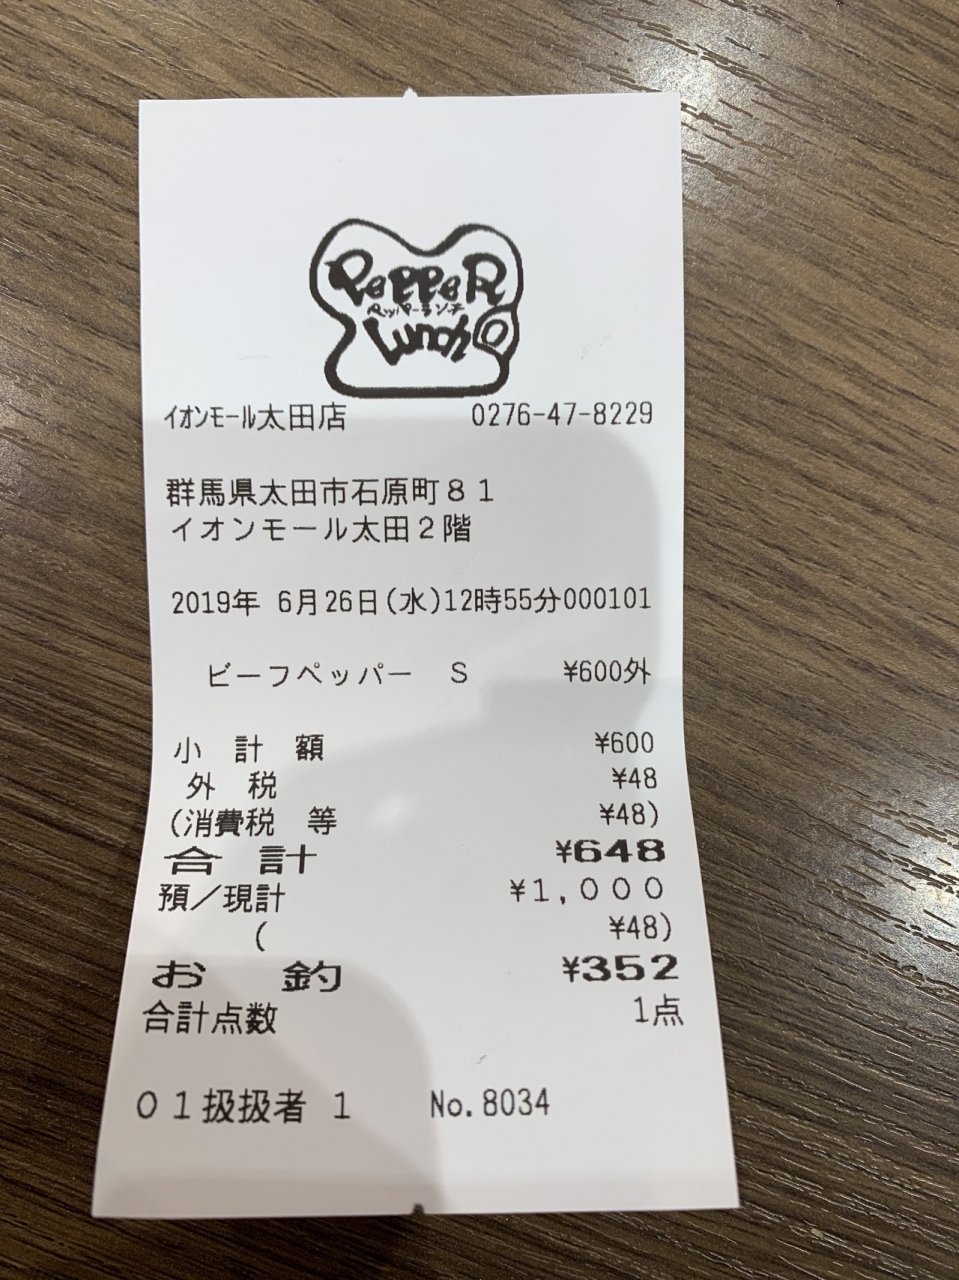 PePPeR
ペッパーランチ
Lunch
ｲｵﾝﾓｰﾙ太田店 0276-47-8229
群馬県太田市石原町８１
イオンモール太田２階
2019年 6月26日(水)12時55分000101
ビーフペッパー Ｓ ¥600外
小 計 額 ¥600
外 税 ¥48
(消費税 等 ¥48)
合 計 ¥648
預／現計 ¥１,０００
( ¥48)
お 釣 ¥352
合計点数 1点
０１扱扱者 １ No.8034